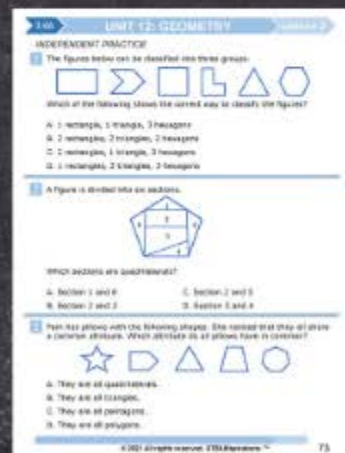 UNIT 12: GEOMETRY
INDEPENDENT PRACTICE
The figures below can be classified into three groups.
Which of the following shows the correct way to classify the figures?
A. 1 rectangle, 1 triangle, 3 hexagons
B. 2 rectangles, 2 triangles, 2 hexagons
C. 2 rectangles, 1 triangle, 3 hexagons
D. 1 rectangles, 2 triangles, 3 hexagons
A figure is divided into six sections.
Which sections are quadrilaterals?
A. Section 1 and 6
C. Section 2 and 5
B. Section 2 and 3
D. Section 3 and 4
has pillows with the following shapes. She noticed that they all share
a common attribute. Which attribute do all pillows have in common?
A. They are all quadrilaterals.
B. They are all triangles.
C. They are all pentagons.
D. They are all polygons.
All rights reserved.
73